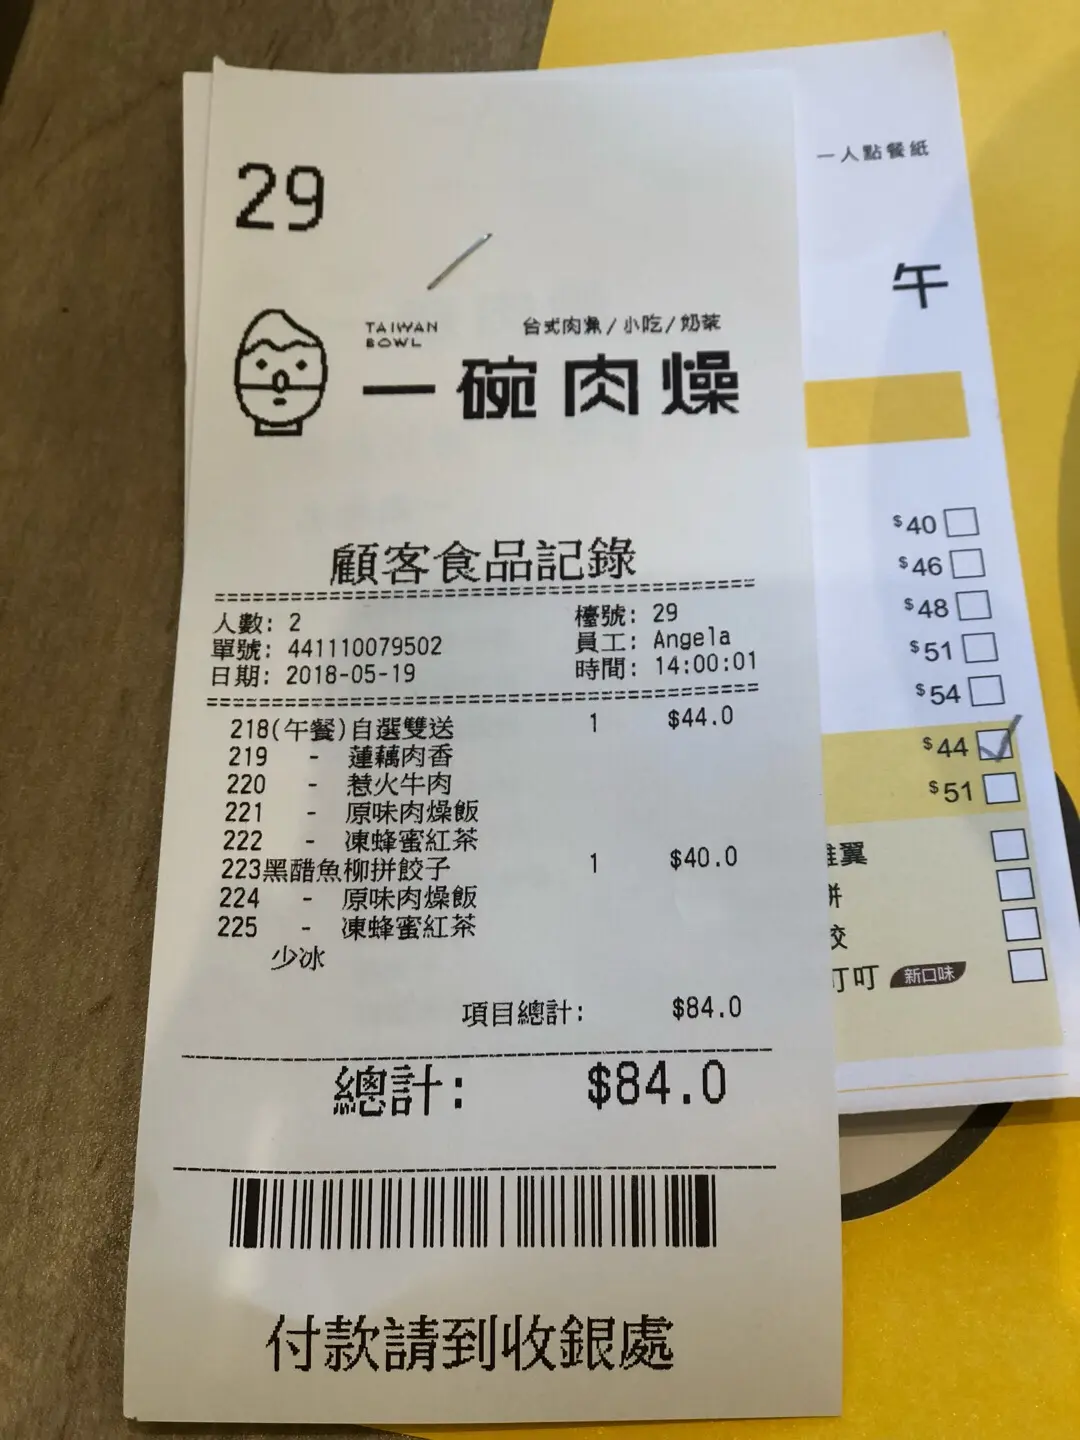 29
TAIWAN
BOWL
台式肉燥/小吃/奶茶
一碗肉燥
顧客食品記錄
人數: 2 檯號: 29
單號: 441110079502 員工: Angela
日期: 2018-05-19 時間: 14:00:01
218(午餐)自選雙送 1 $44.0
219 - 蓮藕肉香
220 - 惹火牛肉
221 - 原味肉燥飯
222 - 凍蜂蜜紅茶
223黑醋魚柳拼餃子 1 $40.0
224 - 原味肉燥飯
225 - 凍蜂蜜紅茶
少冰
項目總計: $84.0
總計: $84.0
付款請到收銀處
一人點餐紙
午
$40
$46
$48
$51
$54
$44
$51
翼
餅
叮 新口味